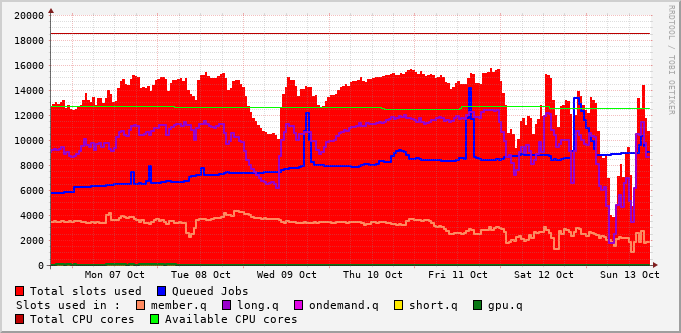 20000
18000
16000
14000
12000
10000
8000
6000
4000
2000
0
Mon 07 Oct Tue 08 Oct Wed 09 Oct Thu 10 Oct Fri 11 Oct Sat 12 Oct Sun 13 Oct
RRDTOOL / TOBI OETIKER
Total slots used Queued Jobs
Slots used in : member.q long.q ondemand.q short.q gpu.q
Total CPU cores Available CPU cores